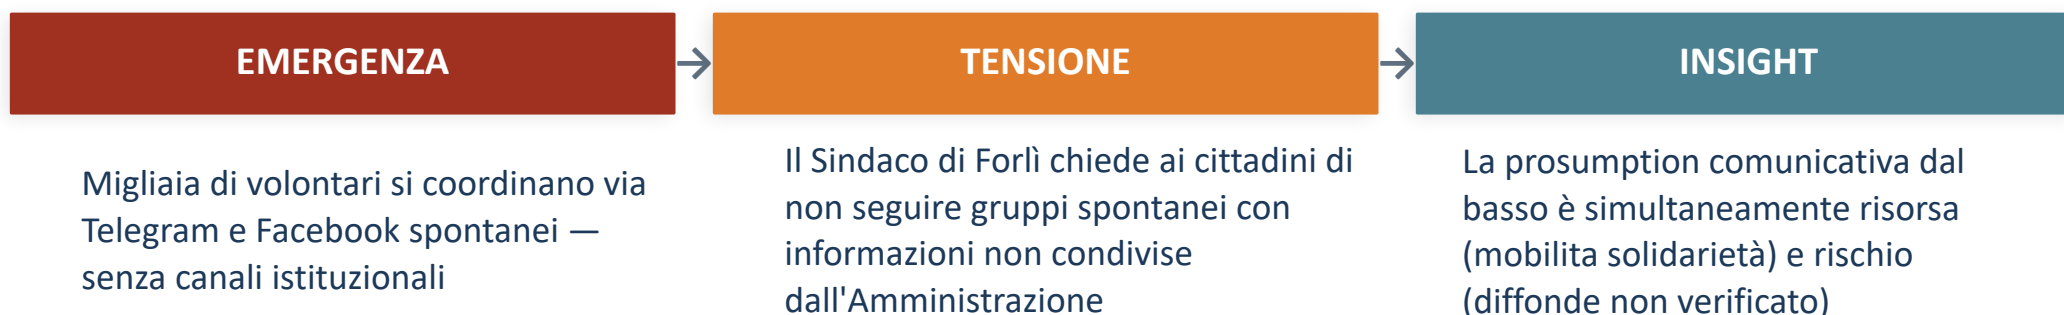 EMERGENZA
Migliaia di volontari si coordinano via
Telegram e Facebook spontanei —
senza canali istituzionali
TENSIONE
Il Sindaco di Forlì chiede ai cittadini di
non seguire gruppi spontanei con
informazioni non condivise
dall'Amministrazione
INSIGHT
La prosumption comunicativa dal
basso è simultaneamente risorsa
(mobilita solidarietà) e rischio
(diffonde non verificato)